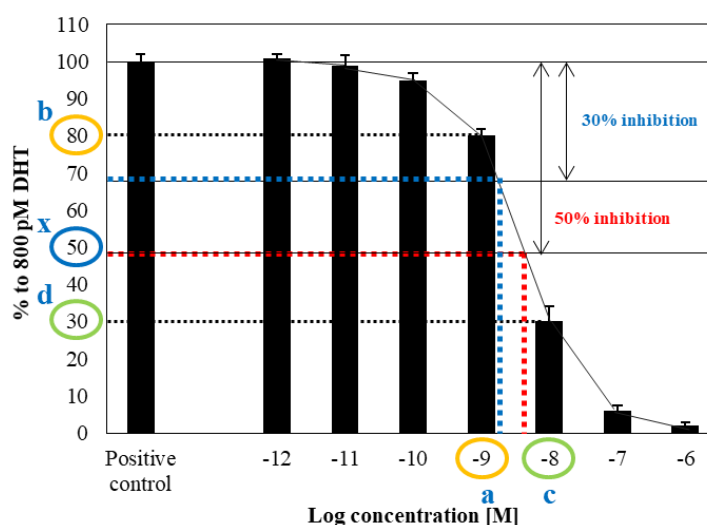 110
100
90
b
80
70
60
x
50
40
d
30
20
10
0
% to 800 pM DHT
30% inhibition
50% inhibition
Positive control
-12
-11
-10
-9
-8
-7
-6
a
c
Log concentration [M]